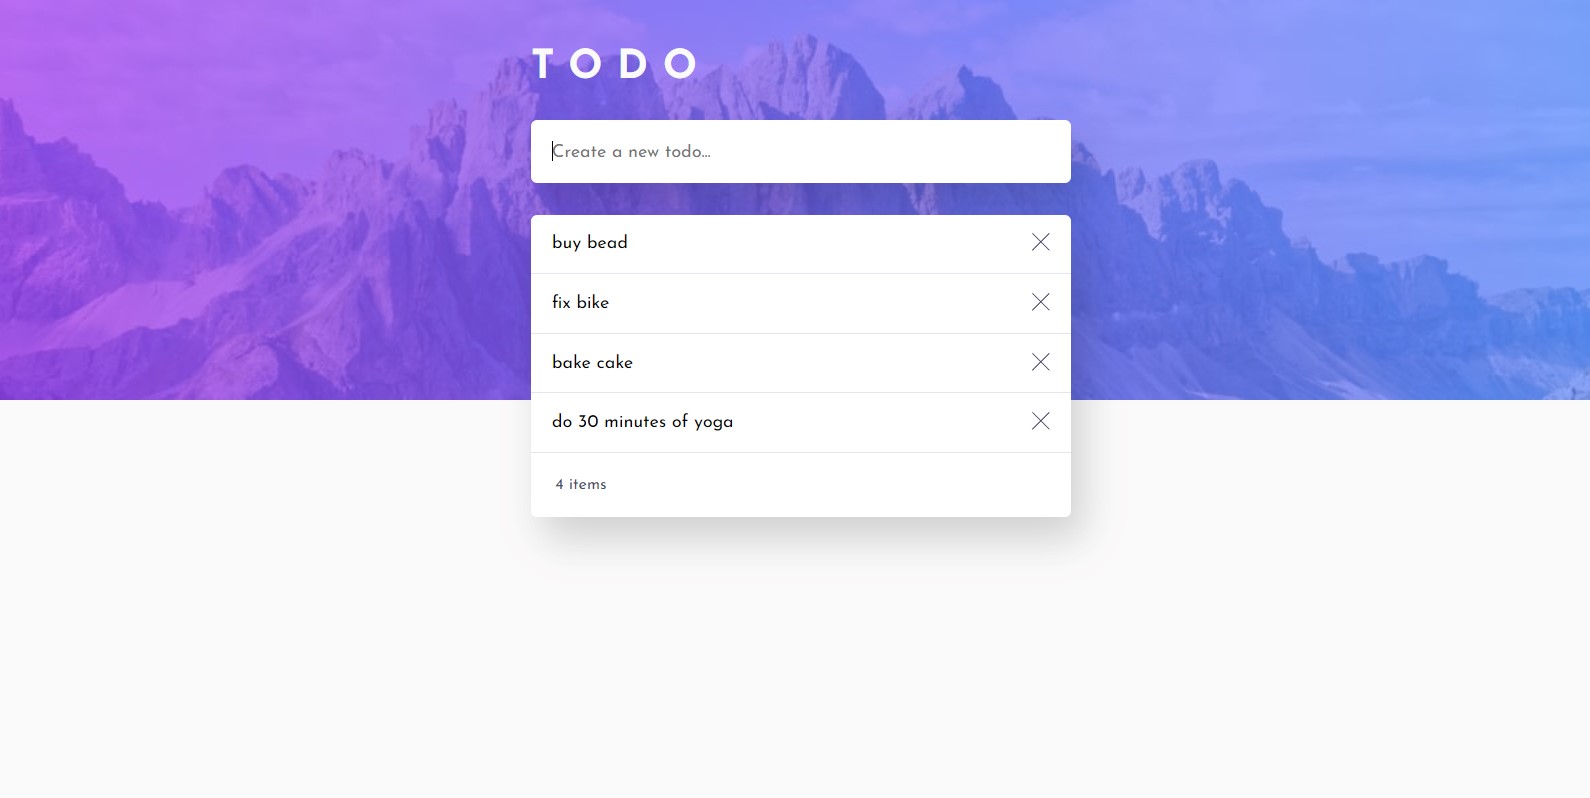 TODO
Create a new todo...
buy bead
fix bike
bake cake
do 30 minutes of yoga
4 items